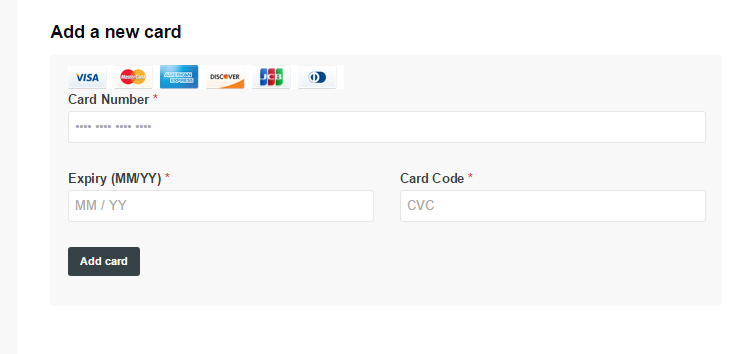 Add a new card
VISA MasterCard AMERICAN EXPRESS DISCOVER JCB
Card Number *
•••• •••• •••• ••••
Expiry (MM/YY) * Card Code *
MM / YY CVC
Add card